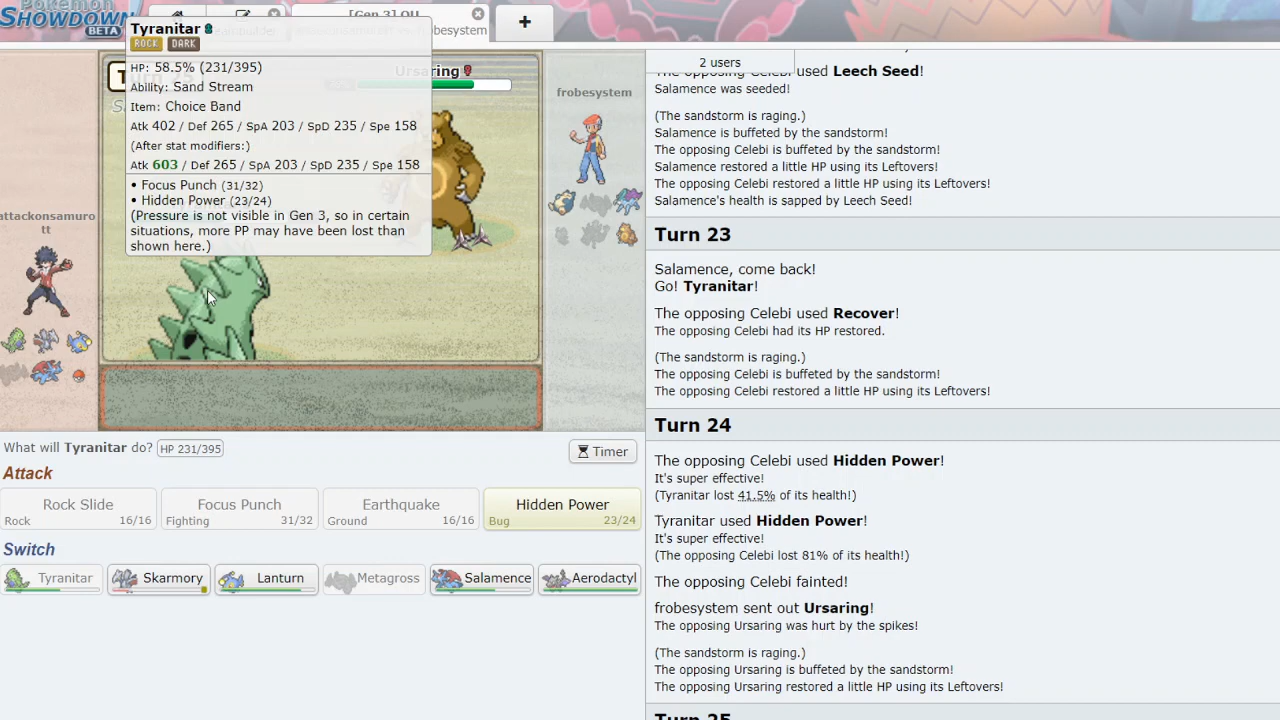 Pokémon
SHOWDOWN
BETA
[Gen 3] OU
frobesystem
+
Tyranitar
ROCK DARK
HP: 58.5% (231/395)
Ability: Sand Stream
Item: Choice Band
Atk 402 / Def 265 / SpA 203 / SpD 235 / Spe 158
(After stat modifiers:)
Atk 603 / Def 265 / SpA 203 / SpD 235 / Spe 158
• Focus Punch (31/32)
• Hidden Power (23/24)
(Pressure is not visible in Gen 3, so in certain
situations, more PP may have been lost than
shown here.)
Ursaring
attackonsamuro
tt
frobesystem
What will Tyranitar do? HP 231/395
Timer
Attack
Rock Slide
Rock 16/16
Focus Punch
Fighting 31/32
Earthquake
Ground 16/16
Hidden Power
Bug 23/24
Switch
Tyranitar
Skarmory
Lanturn
Metagross
Salamence
Aerodactyl
2 users
The opposing Celebi used Leech Seed!
Salamence was seeded!
(The sandstorm is raging.)
Salamence is buffeted by the sandstorm!
The opposing Celebi is buffeted by the sandstorm!
Salamence restored a little HP using its Leftovers!
The opposing Celebi restored a little HP using its Leftovers!
Salamence's health is sapped by Leech Seed!
Turn 23
Salamence, come back!
Go! Tyranitar!
The opposing Celebi used Recover!
The opposing Celebi had its HP restored.
(The sandstorm is raging.)
The opposing Celebi is buffeted by the sandstorm!
The opposing Celebi restored a little HP using its Leftovers!
Turn 24
The opposing Celebi used Hidden Power!
It's super effective!
(Tyranitar lost 41.5% of its health!)
Tyranitar used Hidden Power!
It's super effective!
(The opposing Celebi lost 81% of its health!)
The opposing Celebi fainted!
frobesystem sent out Ursaring!
The opposing Ursaring was hurt by the spikes!
(The sandstorm is raging.)
The opposing Ursaring is buffeted by the sandstorm!
The opposing Ursaring restored a little HP using its Leftovers!
Turn 25